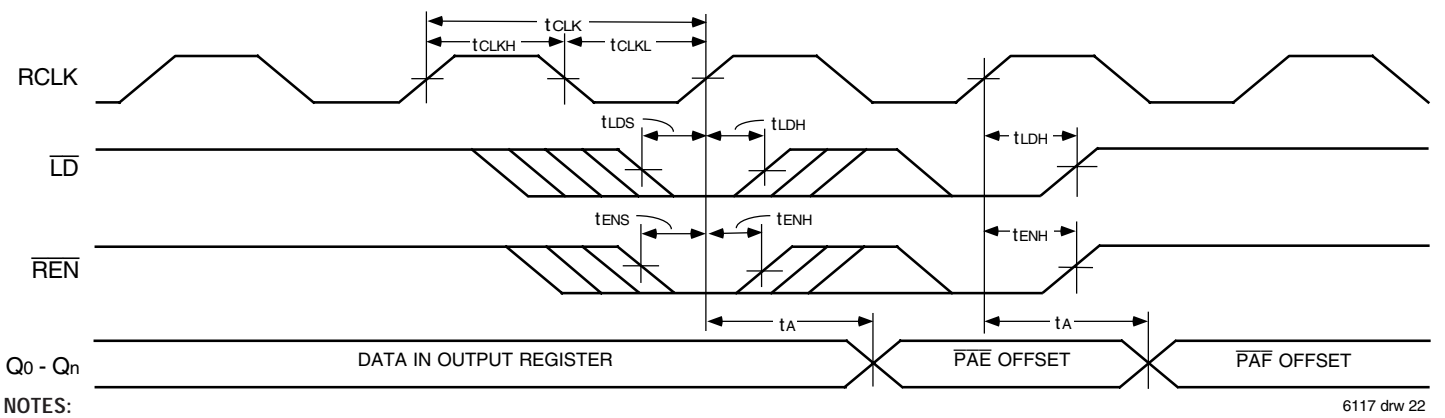 tCLK
tCLKH tCLKL
RCLK
tLDS tLDH tLDH
LD
tENS tENH tENH
REN
tA tA
Q0 - Qn DATA IN OUTPUT REGISTER PAE OFFSET PAF OFFSET
NOTES: 6117 drw 22